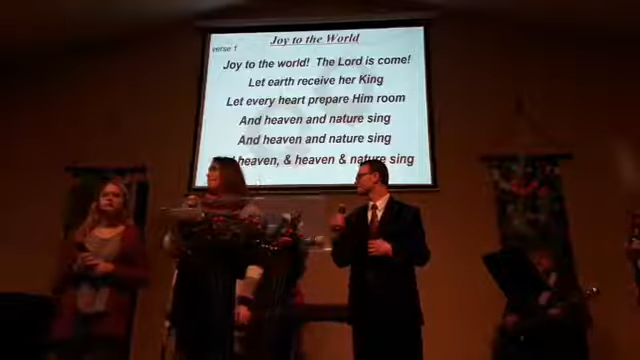 Joy to the World
verse 1
Joy to the world! The Lord is come!
Let earth receive her King
Let every heart prepare Him room
And heaven and nature sing
And heaven and nature sing
heaven, & heaven & nature sing